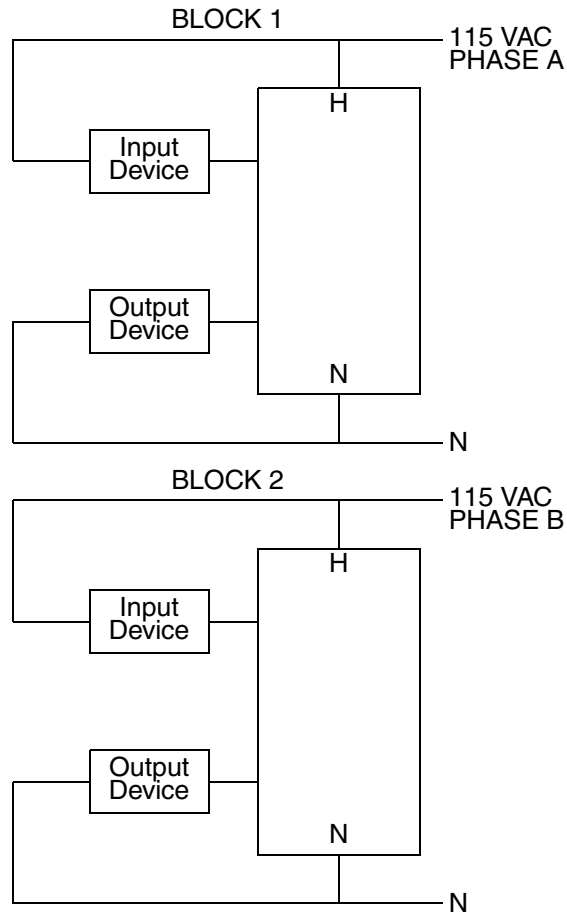 BLOCK 1
115 VAC
PHASE A
H
Input
Device
Output
Device
N
N
BLOCK 2
115 VAC
PHASE B
H
Input
Device
Output
Device
N
N